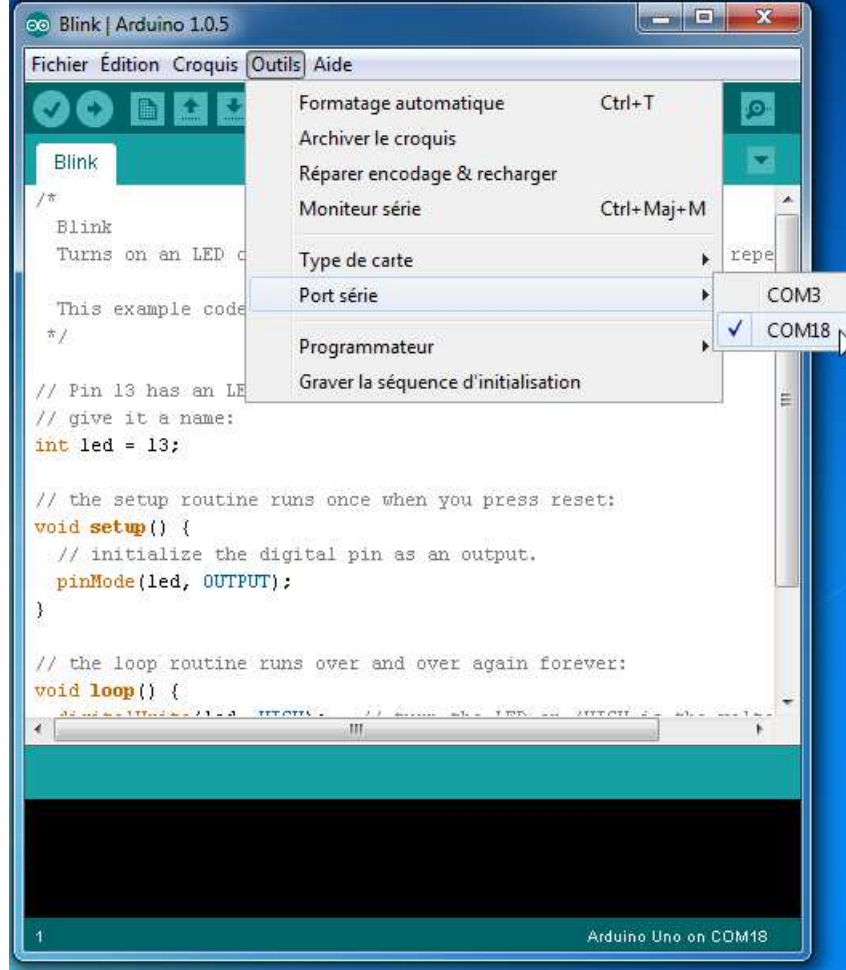 Blink | Arduino 1.0.5
Fichier Édition Croquis Outils Aide
Formatage automatique Ctrl+T
Archiver le croquis
Réparer encodage & recharger
Moniteur série Ctrl+Maj+M
Type de carte
Port série
Programmateur
Graver la séquence d'initialisation
COM3
COM18
Blink
/*
Blink
Turns on an LED repe
This example code
*/
// Pin 13 has an LE
// give it a name:
int led = 13;
// the setup routine runs once when you press reset:
void setup() {
// initialize the digital pin as an output.
pinMode(led, OUTPUT);
}
// the loop routine runs over and over again forever:
void loop() {
1
Arduino Uno on COM18